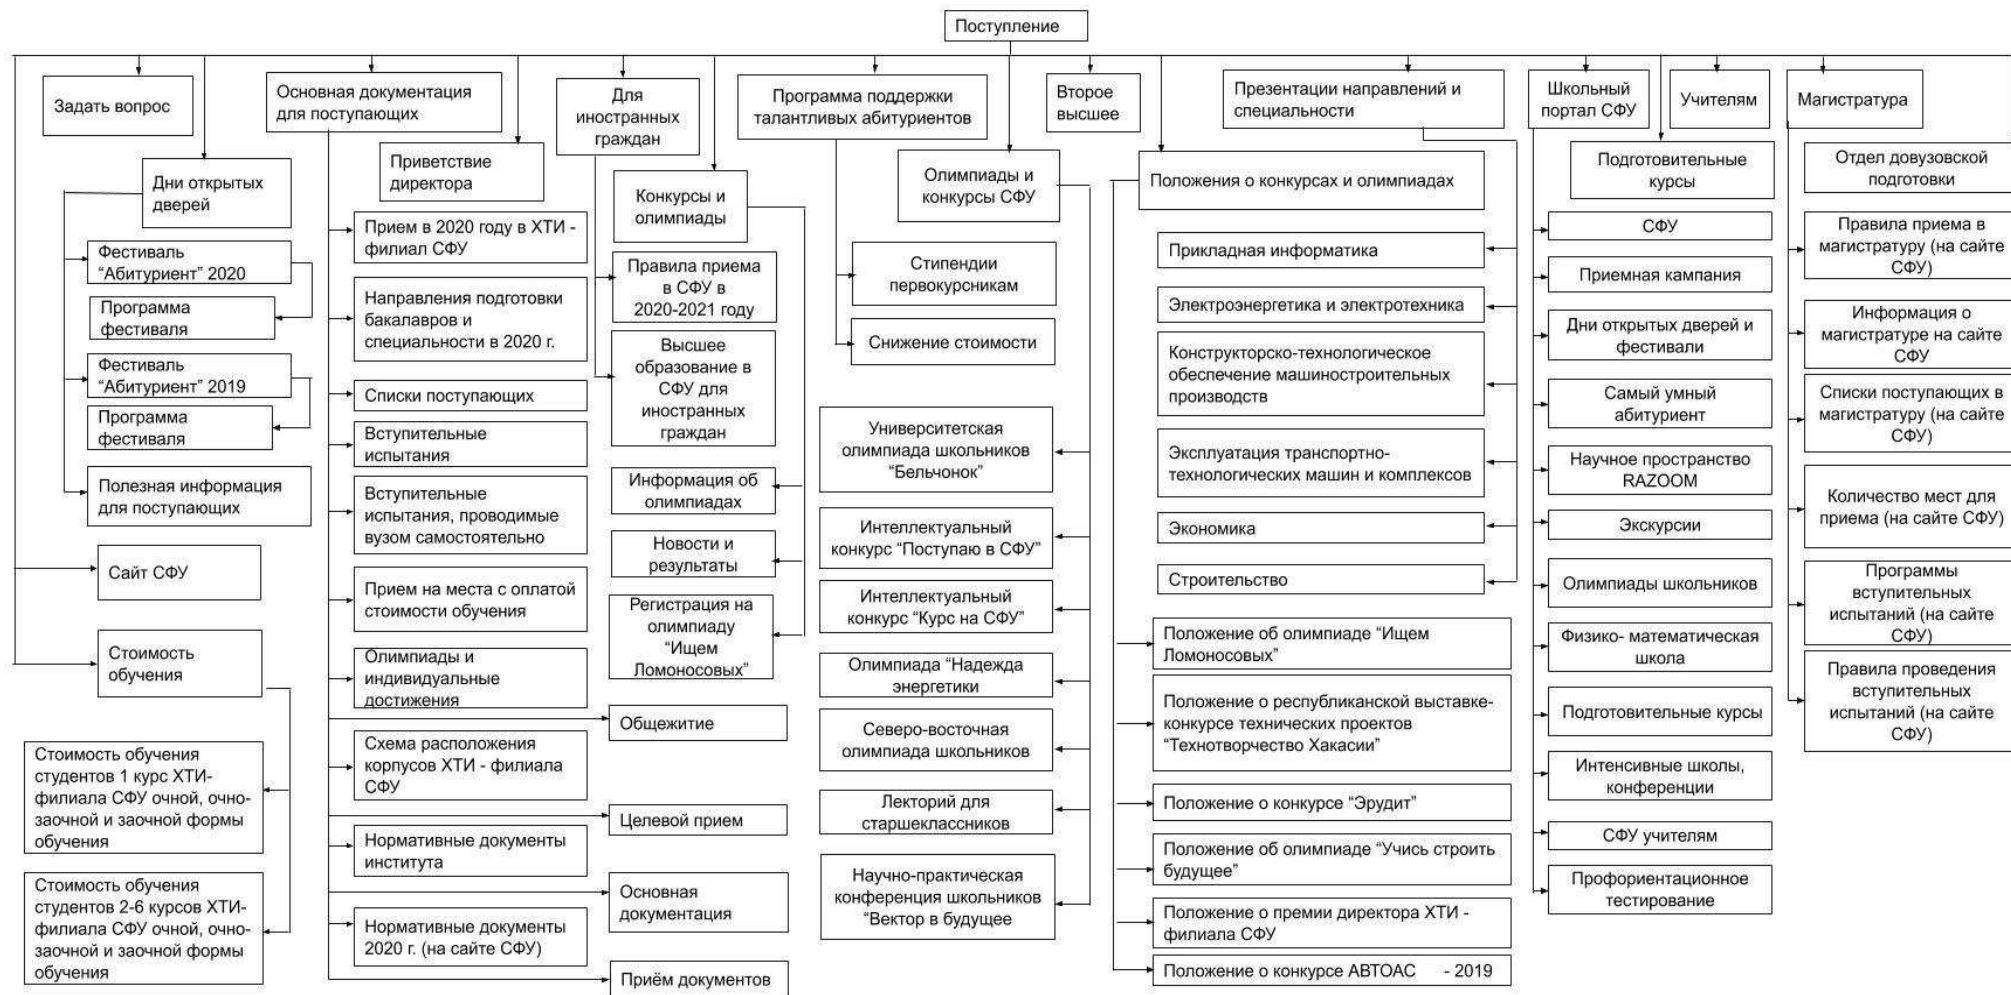 Поступление
Задать вопрос
Основная документация
для поступающих
Для
иностранных
граждан
Программа поддержки
талантливых абитуриентов
Второе
высшее
Презентации направлений и
специальности
Школьный
портал СФУ
Учителям
Магистратура
Дни открытых
дверей
Приветствие
директора
Конкурсы и
олимпиады
Олимпиады и
конкурсы СФУ
Положения о конкурсах и олимпиадах
Подготовительные
курсы
Отдел довузовской
подготовки
Фестиваль
“Абитуриент” 2020
Программа
фестиваля
Фестиваль
“Абитуриент” 2019
Программа
фестиваля
Полезная информация
для поступающих
Сайт СФУ
Стоимость
обучения
Стоимость обучения
студентов 1 курс ХТИ-
филиала СФУ очной, очно-
заочной и заочной формы
обучения
Стоимость обучения
студентов 2-6 курсов ХТИ-
филиала СФУ очной, очно-
заочной и заочной формы
обучения
Прием в 2020 году в ХТИ -
филиал СФУ
Направления подготовки
бакалавров и
специальности в 2020 г.
Списки поступающих
Вступительные
испытания
Вступительные
испытания, проводимые
вузом самостоятельно
Прием на места с оплатой
стоимости обучения
Олимпиады и
индивидуальные
достижения
Общежитие
Схема расположения
корпусов ХТИ - филиала
СФУ
Целевой прием
Нормативные документы
института
Основная
документация
Нормативные документы
2020 г. (на сайте СФУ)
Приём документов
Правила приема
в СФУ в
2020-2021 году
Высшее
образование в
СФУ для
иностранных
граждан
Информация об
олимпиадах
Новости и
результаты
Регистрация на
олимпиаду
“Ищем
Ломоносовых”
Стипендии
первокурсникам
Снижение стоимости
Университетская
олимпиада школьников
“Бельчонок”
Интеллектуальный
конкурс “Поступаю в СФУ”
Интеллектуальный
конкурс “Курс на СФУ”
Олимпиада “Надежда
энергетики
Северо-восточная
олимпиада школьников
Лекторий для
старшеклассников
Научно-практическая
конференция школьников
“Вектор в будущее
Прикладная информатика
Электроэнергетика и электротехника
Конструкторско-технологическое
обеспечение машиностроительных
производств
Эксплуатация транспортно-
технологических машин и комплексов
Экономика
Строительство
Положение об олимпиаде “Ищем
Ломоносовых”
Положение о республиканской выставке-
конкурсе технических проектов
“Технотворчество Хакасии”
Положение о конкурсе “Эрудит”
Положение об олимпиаде “Учись строить
будущее”
Положение о премии директора ХТИ -
филиала СФУ
Положение о конкурсе АВТОАС - 2019
СФУ
Приемная кампания
Дни открытых дверей и
фестивали
Самый умный
абитуриент
Научное пространство
RAZOOM
Экскурсии
Олимпиады школьников
Физико- математическая
школа
Подготовительные курсы
Интенсивные школы,
конференции
СФУ учителям
Профориентационное
тестирование
Правила приема в
магистратуру (на сайте
СФУ)
Информация о
магистратуре на сайте
СФУ
Списки поступающих в
магистратуру (на сайте
СФУ)
Количество мест для
приема (на сайте СФУ)
Программы
вступительных
испытаний (на сайте
СФУ)
Правила проведения
вступительных
испытаний (на сайте
СФУ)